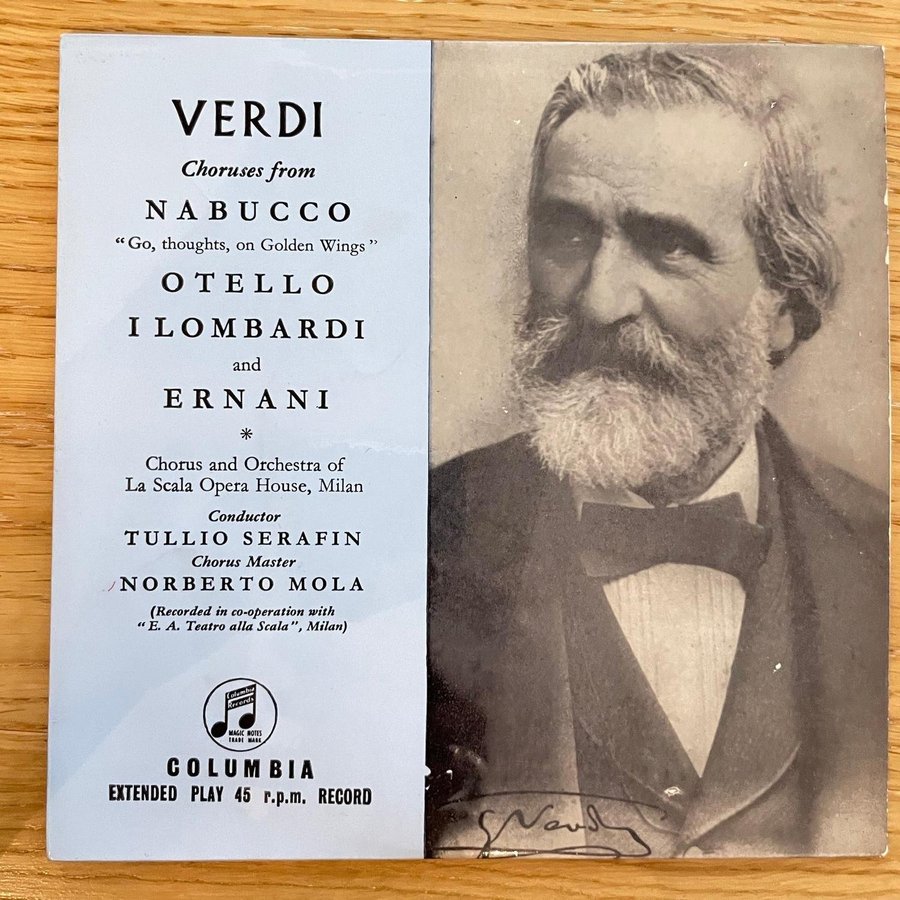 VERDI
Choruses from
NABUCCO
“Go, thoughts, on Golden Wings”
OTELLO
I LOMBARDI
and
ERNANI
*
Chorus and Orchestra of
La Scala Opera House, Milan
Conductor
TULLIO SERAFIN
Chorus Master
NORBERTO MOLA
(Recorded in co-operation with
“E. A. Teatro alla Scala”, Milan)
Columbia
Records
MAGIC NOTES
TRADE MARK
COLUMBIA
EXTENDED PLAY 45 r.p.m. RECORD
G Verdi